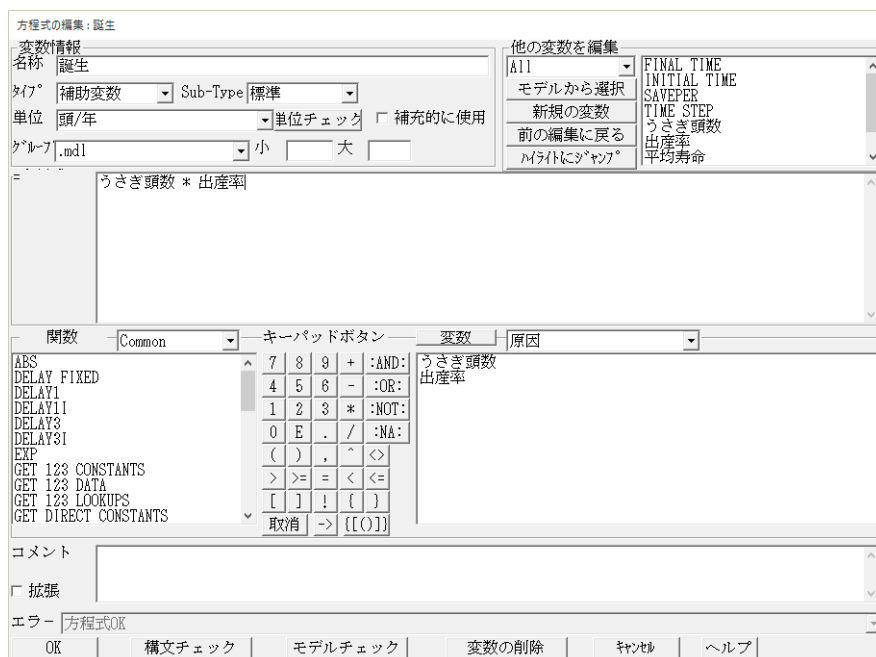 方程式の編集：誕生
変数情報
名称 誕生
ﾀｲﾌﾟ 補助変数 Sub-Type 標準
単位 頭/年 単位チェック 補充的に使用
ｸﾞﾙｰﾌﾟ .mdl 小 大
他の変数を編集
All
モデルから選択
新規の変数
前の編集に戻る
ﾊｲﾗｲﾄにｼﾞｬﾝﾌﾟ
FINAL TIME
INITIAL TIME
SAVEPER
TIME STEP
うさぎ頭数
出産率
平均寿命
= うさぎ頭数 * 出産率
関数 Common
ABS
DELAY FIXED
DELAY1
DELAY1I
DELAY3
DELAY3I
EXP
GET 123 CONSTANTS
GET 123 DATA
GET 123 LOOKUPS
GET DIRECT CONSTANTS
キーパッドボタン
7 8 9 + :AND:
4 5 6 - :OR:
1 2 3 * :NOT:
0 E . / :NA:
( ) , ^ <>
> >= = < <=
[ ] ! { }
取消 -> {[()]}
変数 原因
うさぎ頭数
出産率
コメント
拡張
エラー 方程式OK
OK 構文チェック モデルチェック 変数の削除 ｷｬﾝｾﾙ ヘルプ